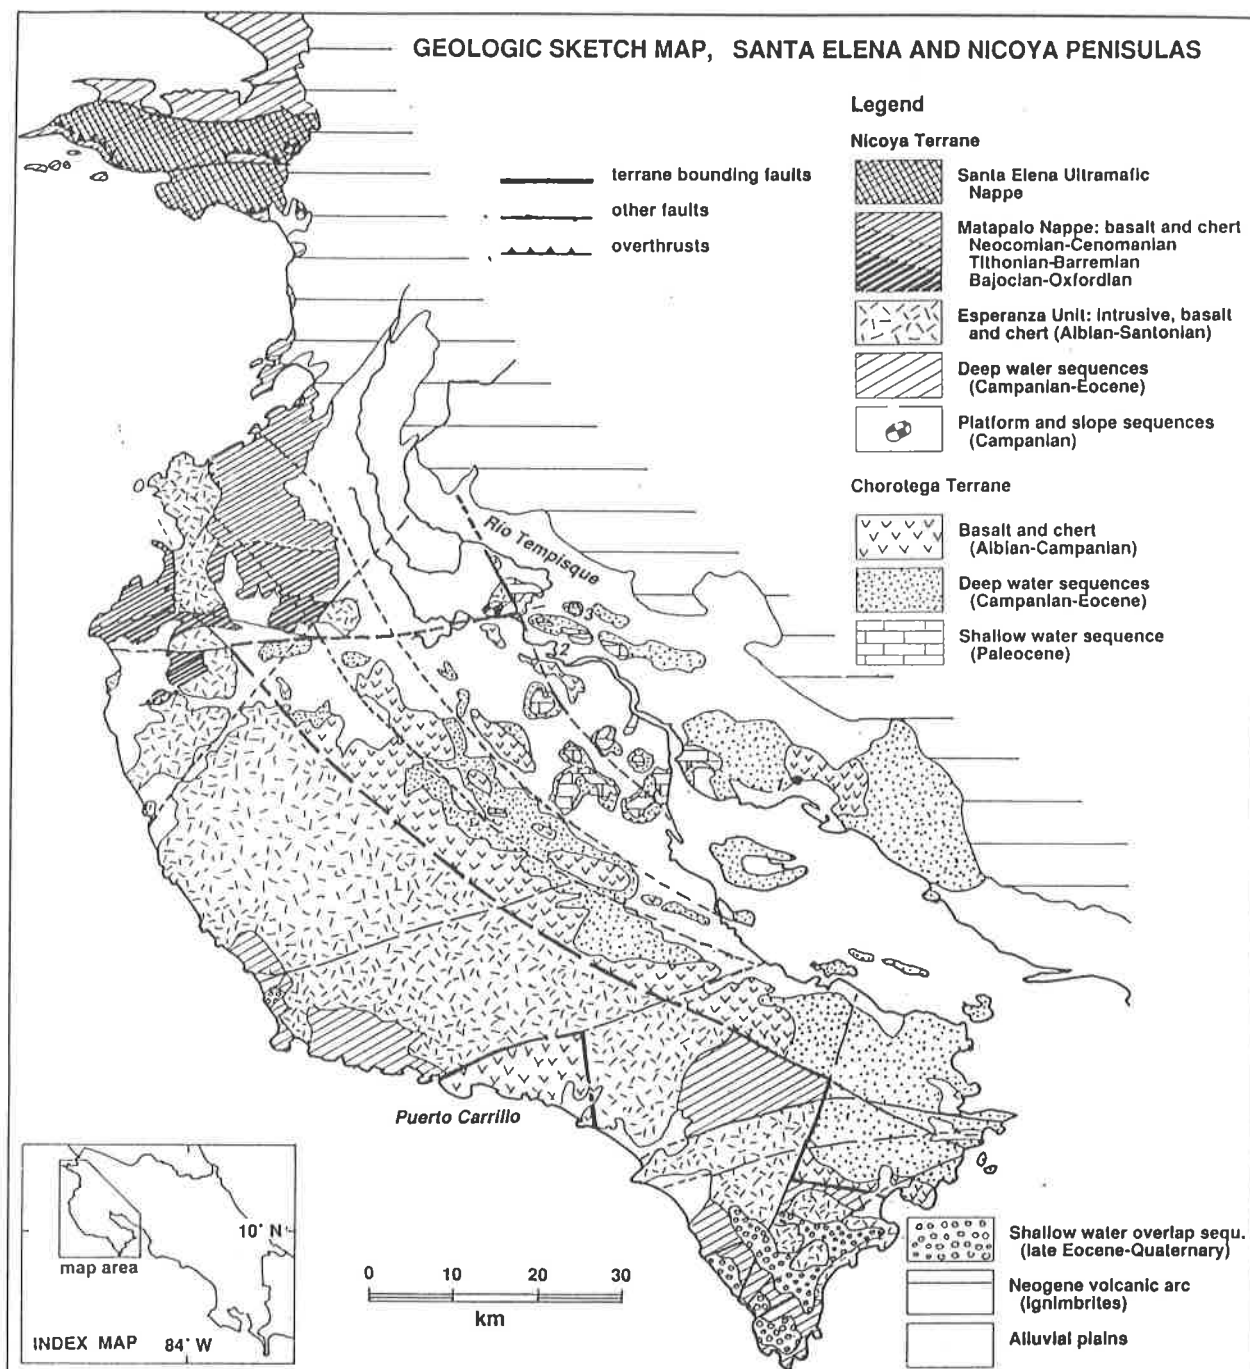 GEOLOGIC SKETCH MAP, SANTA ELENA AND NICOYA PENISULAS
Legend
Nicoya Terrane
Santa Elena Ultramafic
Nappe
Matapalo Nappe: basalt and chert
Neocomian-Cenomanian
Tithonian-Barremian
Bajocian-Oxfordian
Esperanza Unit: intrusive, basalt
and chert (Albian-Santonian)
Deep water sequences
(Campanian-Eocene)
Platform and slope sequences
(Campanian)
Chorotega Terrane
Basalt and chert
(Albian-Campanian)
Deep water sequences
(Campanian-Eocene)
Shallow water sequence
(Paleocene)
terrane bounding faults
other faults
overthrusts
Río Tempisque
2
1
Puerto Carrillo
10° N
map area
INDEX MAP 84° W
0 10 20 30
km
Shallow water overlap sequ.
(late Eocene-Quaternary)
Neogene volcanic arc
(Ignimbrites)
Alluvial plains